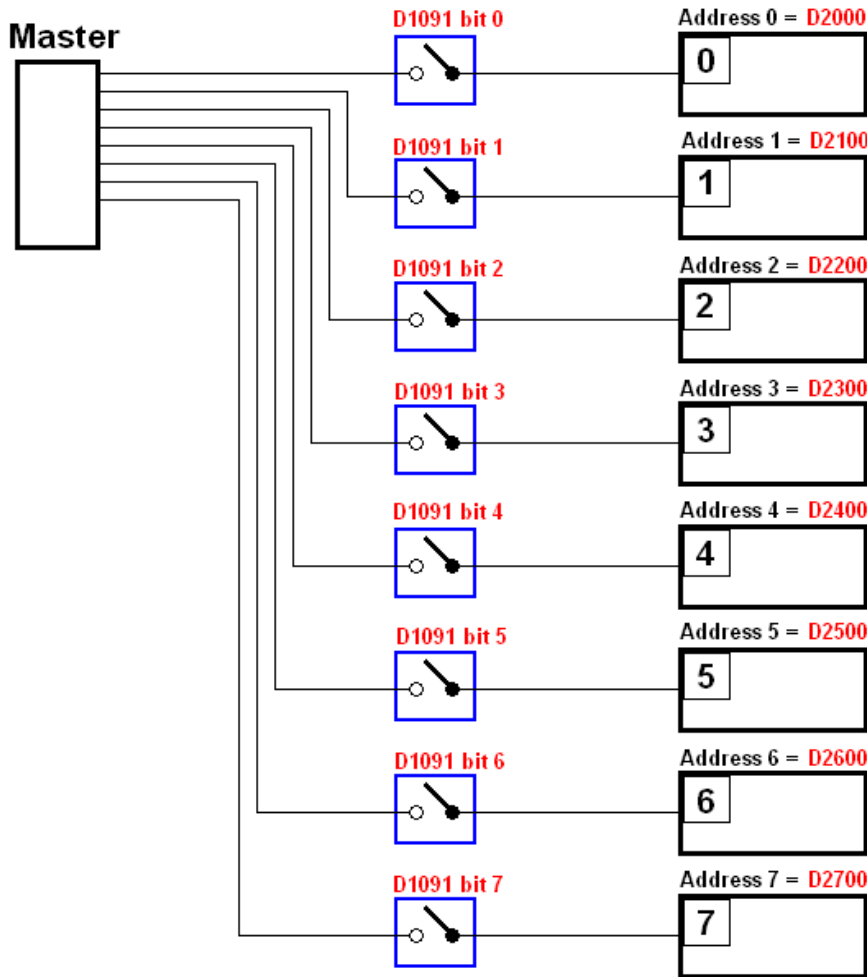 D1091 bit 0
Address 0 = D2000
Master
0
D1091 bit 1
Address 1 = D2100
1
D1091 bit 2
Address 2 = D2200
2
D1091 bit 3
Address 3 = D2300
3
D1091 bit 4
Address 4 = D2400
4
D1091 bit 5
Address 5 = D2500
5
D1091 bit 6
Address 6 = D2600
6
D1091 bit 7
Address 7 = D2700
7